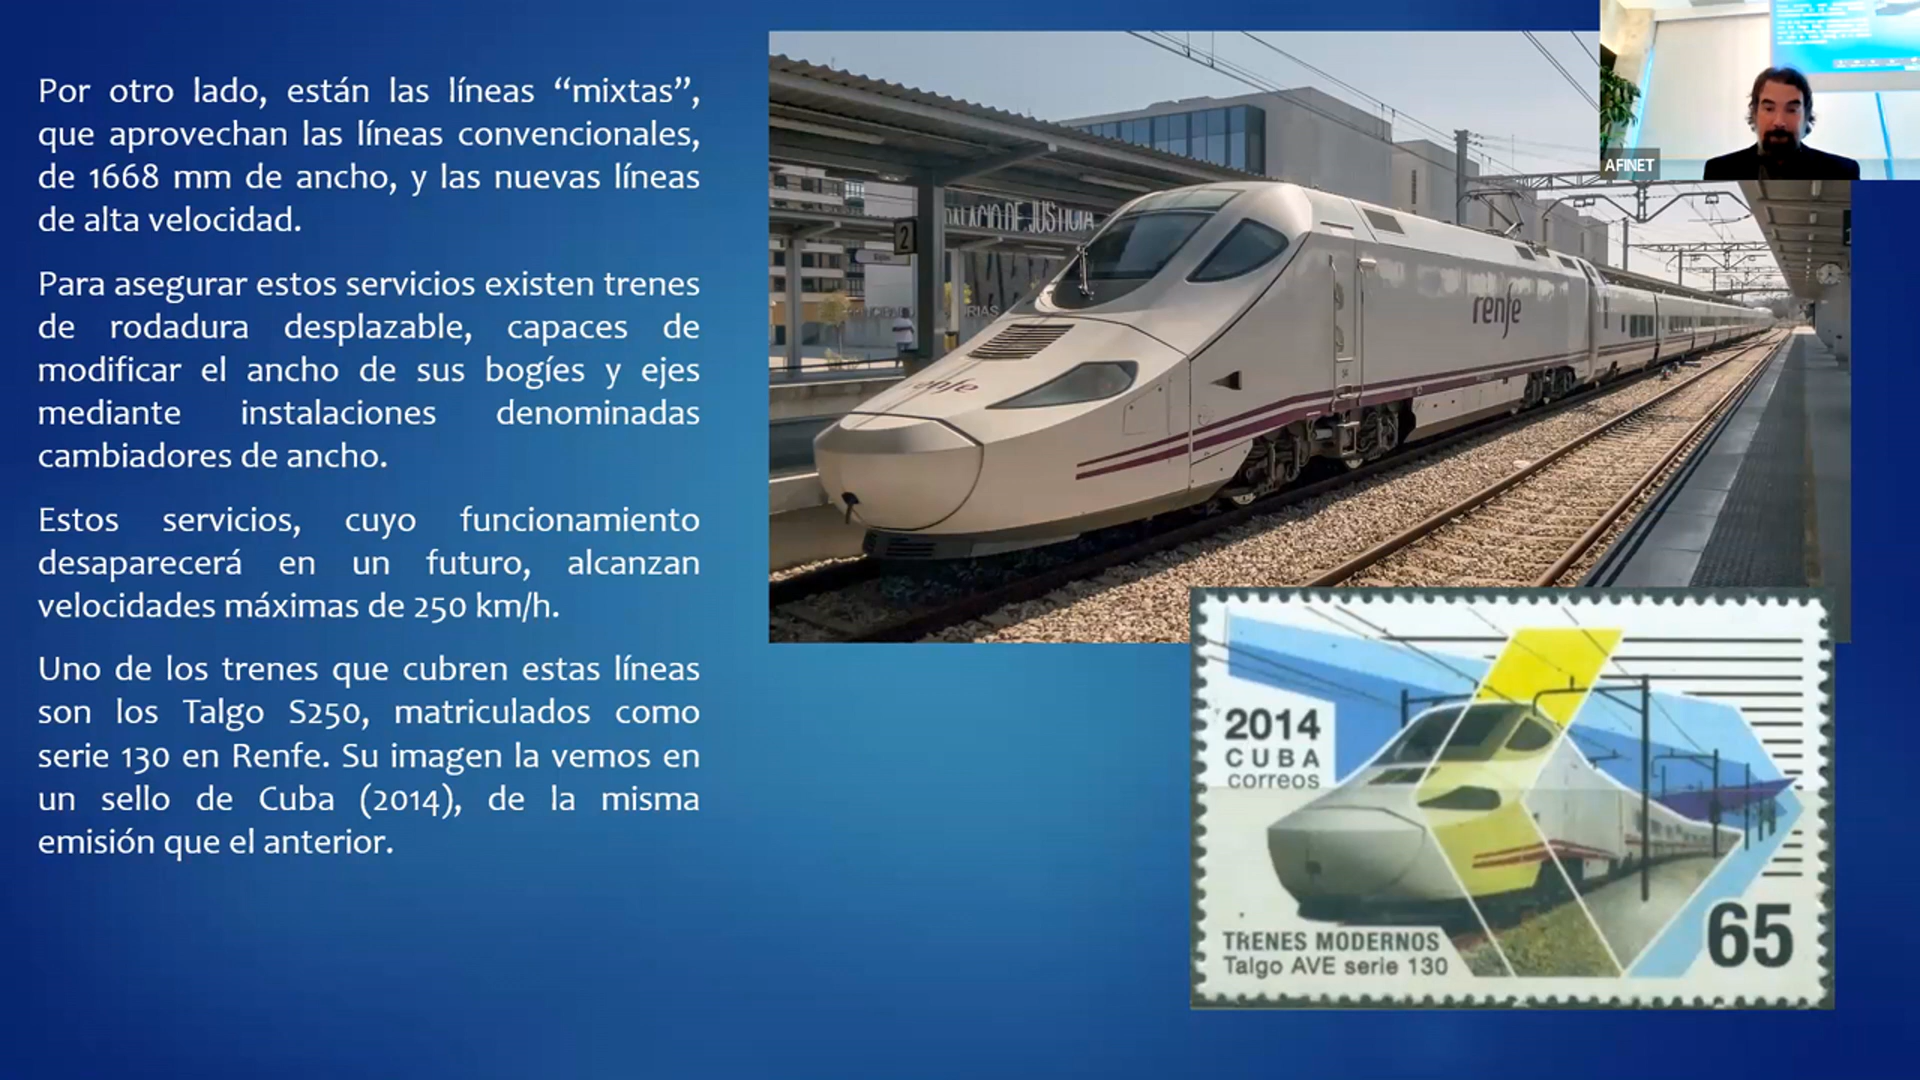 Por otro lado, están las líneas “mixtas”,
que aprovechan las líneas convencionales,
de 1668 mm de ancho, y las nuevas líneas
de alta velocidad.
Para asegurar estos servicios existen trenes
de rodadura desplazable, capaces de
modificar el ancho de sus bogíes y ejes
mediante instalaciones denominadas
cambiadores de ancho.
Estos servicios, cuyo funcionamiento
desaparecerá en un futuro, alcanzan
velocidades máximas de 250 km/h.
Uno de los trenes que cubren estas líneas
son los Talgo S250, matriculados como
serie 130 en Renfe. Su imagen la vemos en
un sello de Cuba (2014), de la misma
emisión que el anterior.
AFINET
DE JUSTICIA
2
renfe
renfe
2014
CUBA
correos
TRENES MODERNOS
Talgo AVE serie 130
65